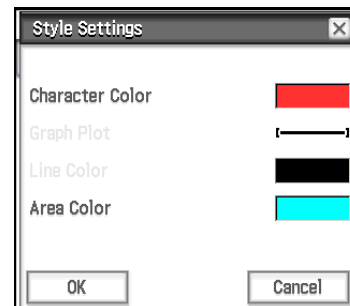 Style Settings
Character Color
Graph Plot
Line Color
Area Color
OK Cancel